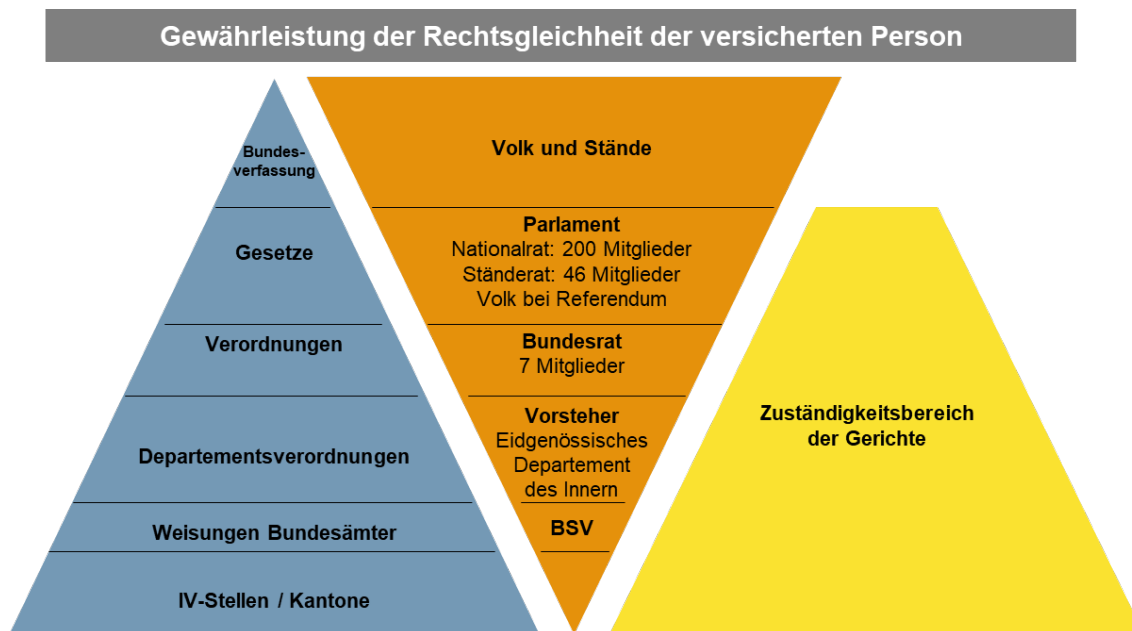 Gewährleistung der Rechtsgleichheit der versicherten Person
Bundes-
verfassung
Gesetze
Verordnungen
Departementsverordnungen
Weisungen Bundesämter
IV-Stellen / Kantone
Volk und Stände
Parlament
Nationalrat: 200 Mitglieder
Ständerat: 46 Mitglieder
Volk bei Referendum
Bundesrat
7 Mitglieder
Vorsteher
Eidgenössisches
Departement
des Innern
BSV
Zuständigkeitsbereich
der Gerichte